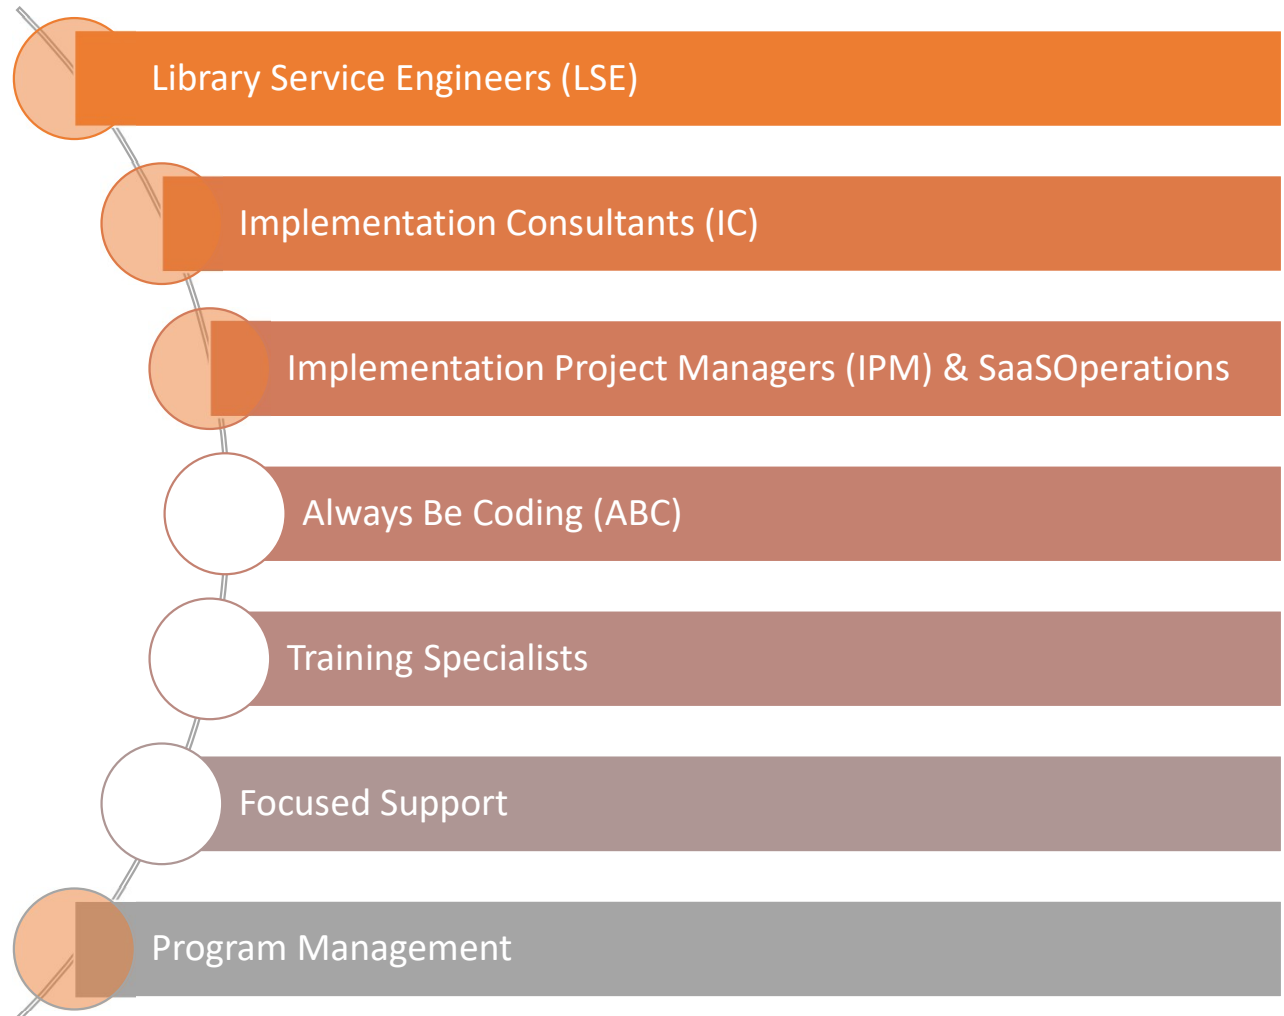 Library Service Engineers (LSE)
Implementation Consultants (IC)
Implementation Project Managers (IPM) & SaaSOperations
Always Be Coding (ABC)
Training Specialists
Focused Support
Program Management